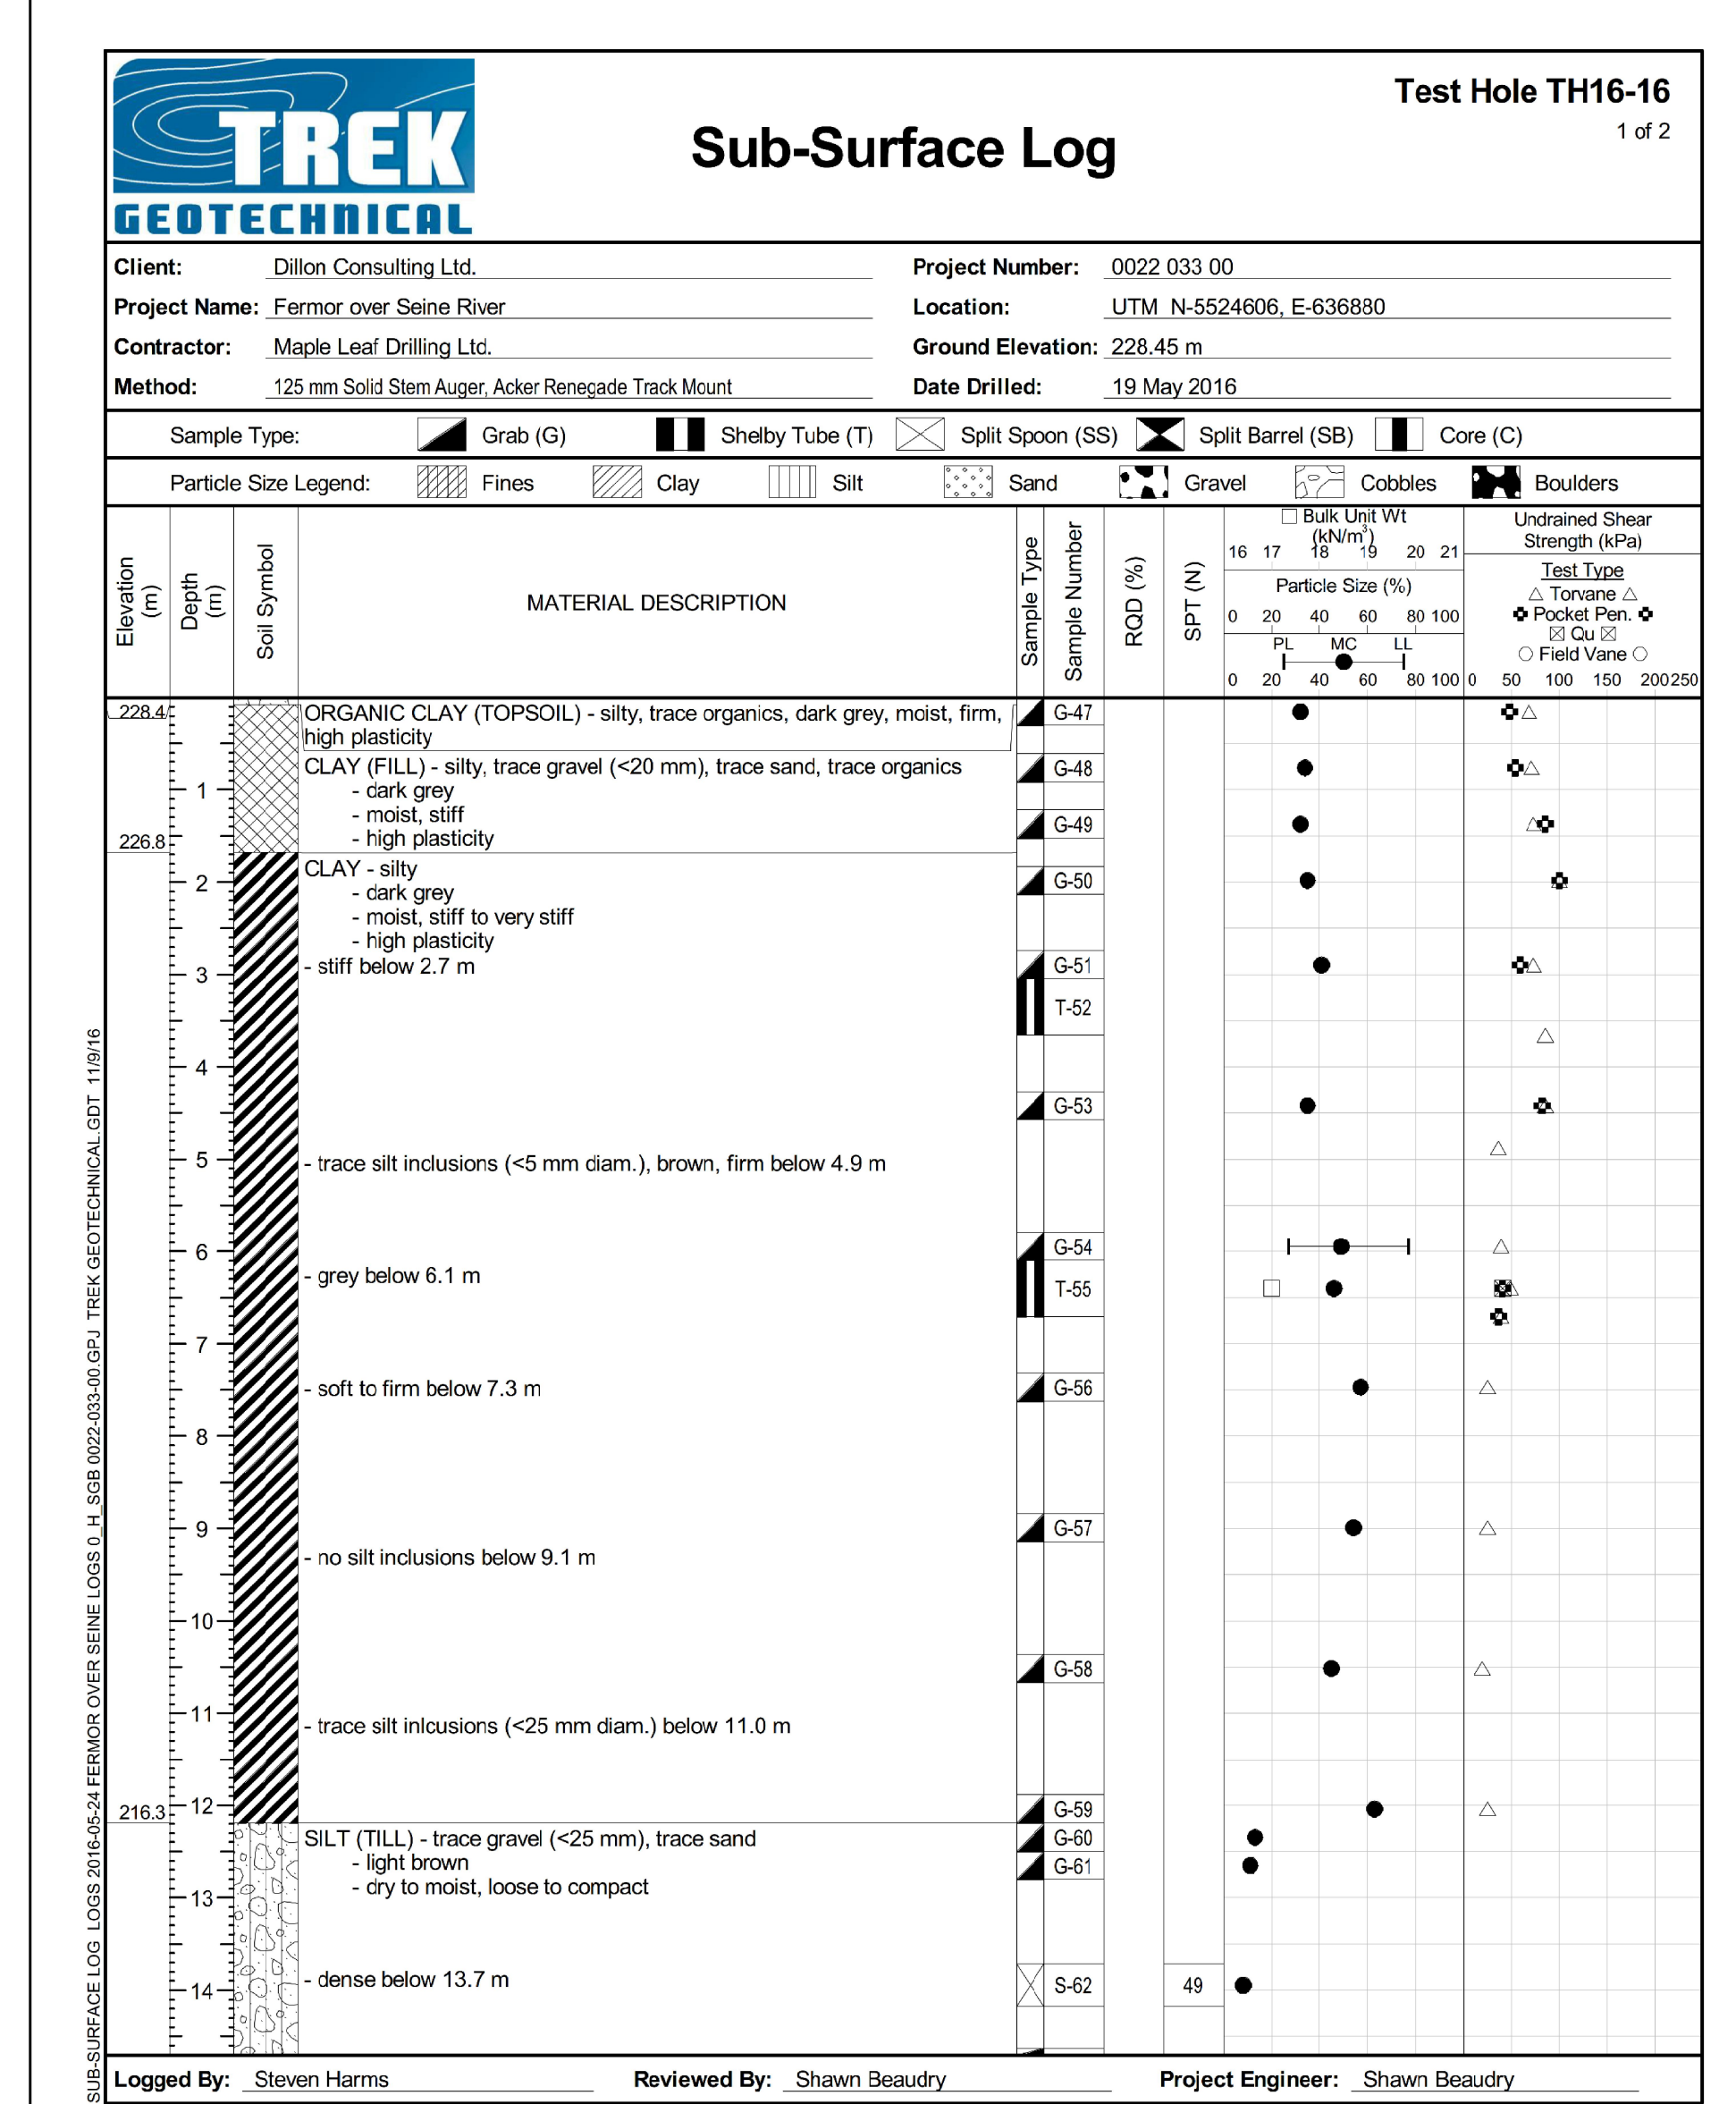 TREK
GEOTECHNICAL
Sub-Surface Log
Test Hole TH16-16
1 of 2
Client: Dillon Consulting Ltd. Project Number: 0022 033 00
Project Name: Fermor over Seine River Location: UTM N-5524606, E-636880
Contractor: Maple Leaf Drilling Ltd. Ground Elevation: 228.45 m
Method: 125 mm Solid Stem Auger, Acker Renegade Track Mount Date Drilled: 19 May 2016
Sample Type: Grab (G) Shelby Tube (T) Split Spoon (SS) Split Barrel (SB) Core (C)
Particle Size Legend: Fines Clay Silt Sand Gravel Cobbles Boulders
Elevation (m)
Depth (m)
Soil Symbol
MATERIAL DESCRIPTION
Sample Type
Sample Number
RQD (%)
SPT (N)
Bulk Unit Wt
(kN/m³)
16 17 18 19 20 21
Particle Size (%)
0 20 40 60 80 100
PL MC LL
0 20 40 60 80 100
Undrained Shear
Strength (kPa)
Test Type
△ Torvane △
Pocket Pen.
☒ Qu ☒
○ Field Vane ○
0 50 100 150 200 250
228.4
ORGANIC CLAY (TOPSOIL) - silty, trace organics, dark grey, moist, firm, G-47
high plasticity
CLAY (FILL) - silty, trace gravel (<20 mm), trace sand, trace organics G-48
1 - dark grey
- moist, stiff G-49
226.8 - high plasticity
CLAY - silty G-50
2 - dark grey
- moist, stiff to very stiff
- high plasticity
3 - stiff below 2.7 m G-51
T-52
4
G-53
5 - trace silt inclusions (<5 mm diam.), brown, firm below 4.9 m
6 G-54
- grey below 6.1 m T-55
7
- soft to firm below 7.3 m G-56
8
9 G-57
- no silt inclusions below 9.1 m
10
G-58
11 - trace silt inlcusions (<25 mm diam.) below 11.0 m
216.3 12 G-59
SILT (TILL) - trace gravel (<25 mm), trace sand G-60
- light brown G-61
13 - dry to moist, loose to compact
14 - dense below 13.7 m S-62 49
SUB-SURFACE LOG LOGS 2016-05-24 FERMOR OVER SEINE LOGS 0_H_SGB 0022-033-00.GPJ TREK GEOTECHNICAL.GDT 11/9/16
Logged By: Steven Harms Reviewed By: Shawn Beaudry Project Engineer: Shawn Beaudry